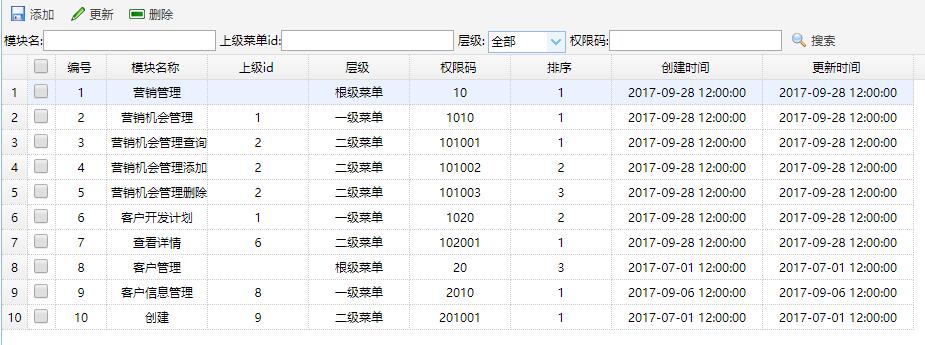 添加 更新 删除
模块名: 上级菜单id: 层级: 全部 权限码: 搜索
编号 模块名称 上级id 层级 权限码 排序 创建时间 更新时间
1 1 营销管理 根级菜单 10 1 2017-09-28 12:00:00 2017-09-28 12:00:00
2 2 营销机会管理 1 一级菜单 1010 1 2017-09-28 12:00:00 2017-09-28 12:00:00
3 3 营销机会管理查询 2 二级菜单 101001 1 2017-09-28 12:00:00 2017-09-28 12:00:00
4 4 营销机会管理添加 2 二级菜单 101002 2 2017-09-28 12:00:00 2017-09-28 12:00:00
5 5 营销机会管理删除 2 二级菜单 101003 3 2017-09-28 12:00:00 2017-09-28 12:00:00
6 6 客户开发计划 1 一级菜单 1020 2 2017-09-28 12:00:00 2017-09-28 12:00:00
7 7 查看详情 6 二级菜单 102001 1 2017-09-28 12:00:00 2017-09-28 12:00:00
8 8 客户管理 根级菜单 20 3 2017-07-01 12:00:00 2017-07-01 12:00:00
9 9 客户信息管理 8 一级菜单 2010 1 2017-09-06 12:00:00 2017-09-06 12:00:00
10 10 创建 9 二级菜单 201001 1 2017-07-01 12:00:00 2017-07-01 12:00:00